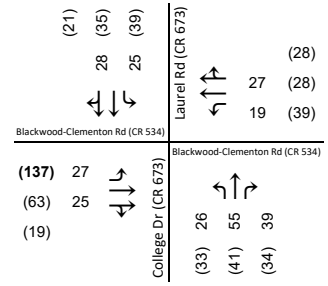 (21) (35) (39)
28 25
Blackwood-Clementon Rd (CR 534)
Laurel Rd (CR 673)
(28)
27 (28)
19 (39)
(137) 27
(63) 25
(19)
College Dr (CR 673)
Blackwood-Clementon Rd (CR 534)
26 55 39
(33) (41) (34)